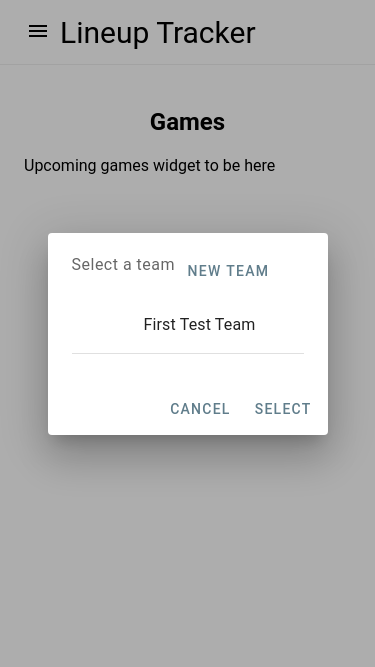 Lineup Tracker
Games
Upcoming games widget to be here
Select a team NEW TEAM
First Test Team
CANCEL SELECT